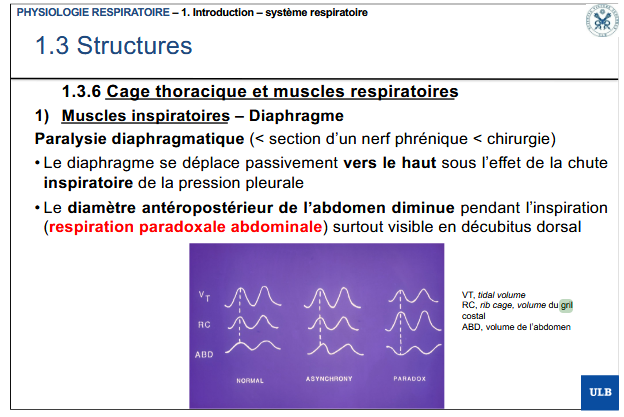 PHYSIOLOGIE RESPIRATOIRE – 1. Introduction – système respiratoire
1.3 Structures
1.3.6 Cage thoracique et muscles respiratoires
1) Muscles inspiratoires – Diaphragme
Paralysie diaphragmatique (< section d'un nerf phrénique < chirurgie)
• Le diaphragme se déplace passivement vers le haut sous l'effet de la chute
inspiratoire de la pression pleurale
• Le diamètre antéropostérieur de l'abdomen diminue pendant l'inspiration
(respiration paradoxale abdominale) surtout visible en décubitus dorsal
VT
RC
ABD
NORMAL ASYNCHRONY PARADOX
VT, tidal volume
RC, rib cage, volume du gril
costal
ABD, volume de l'abdomen
ULB